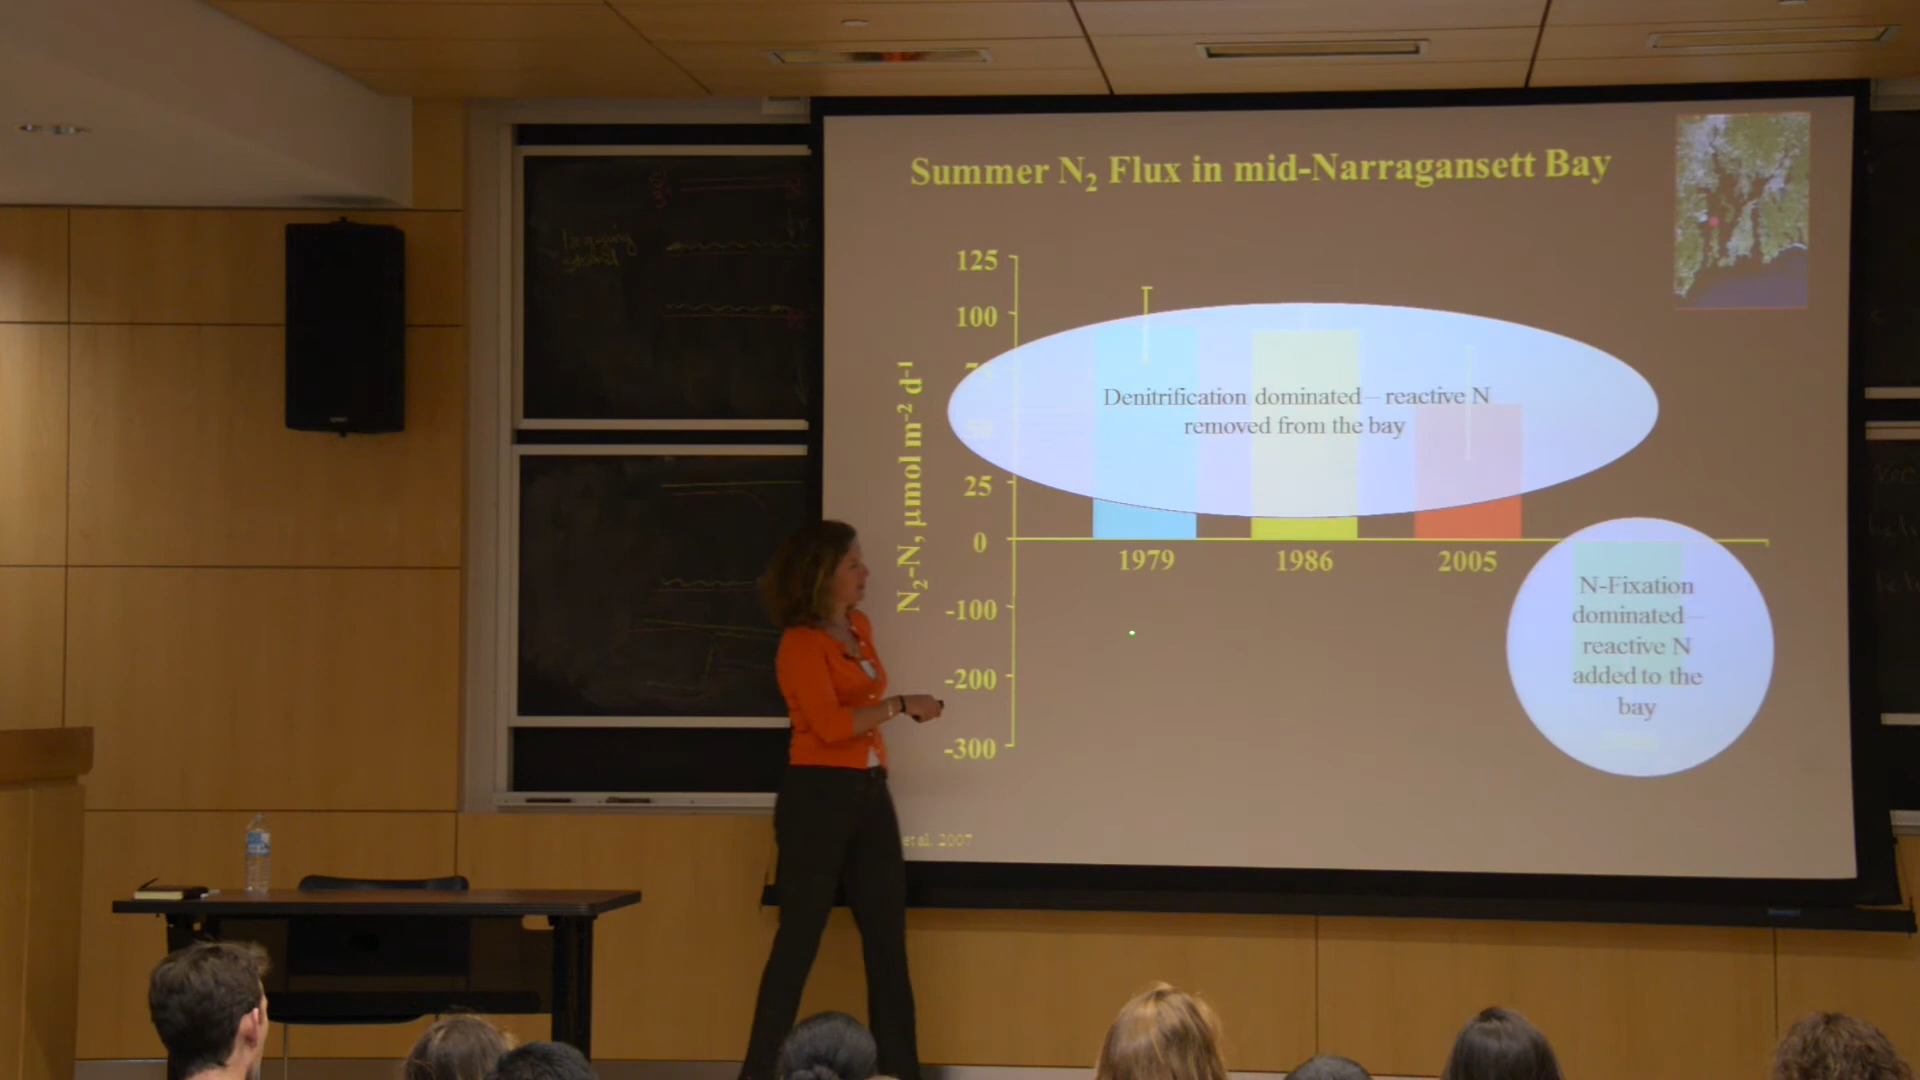 Summer N₂ Flux in mid-Narragansett Bay
125
100
25
0
-100
-200
-300
N₂-N, µmol m⁻² d⁻¹
Denitrification dominated – reactive N
removed from the bay
1979
1986
2005
N-Fixation
dominated –
reactive N
added to the
bay
et al. 2007